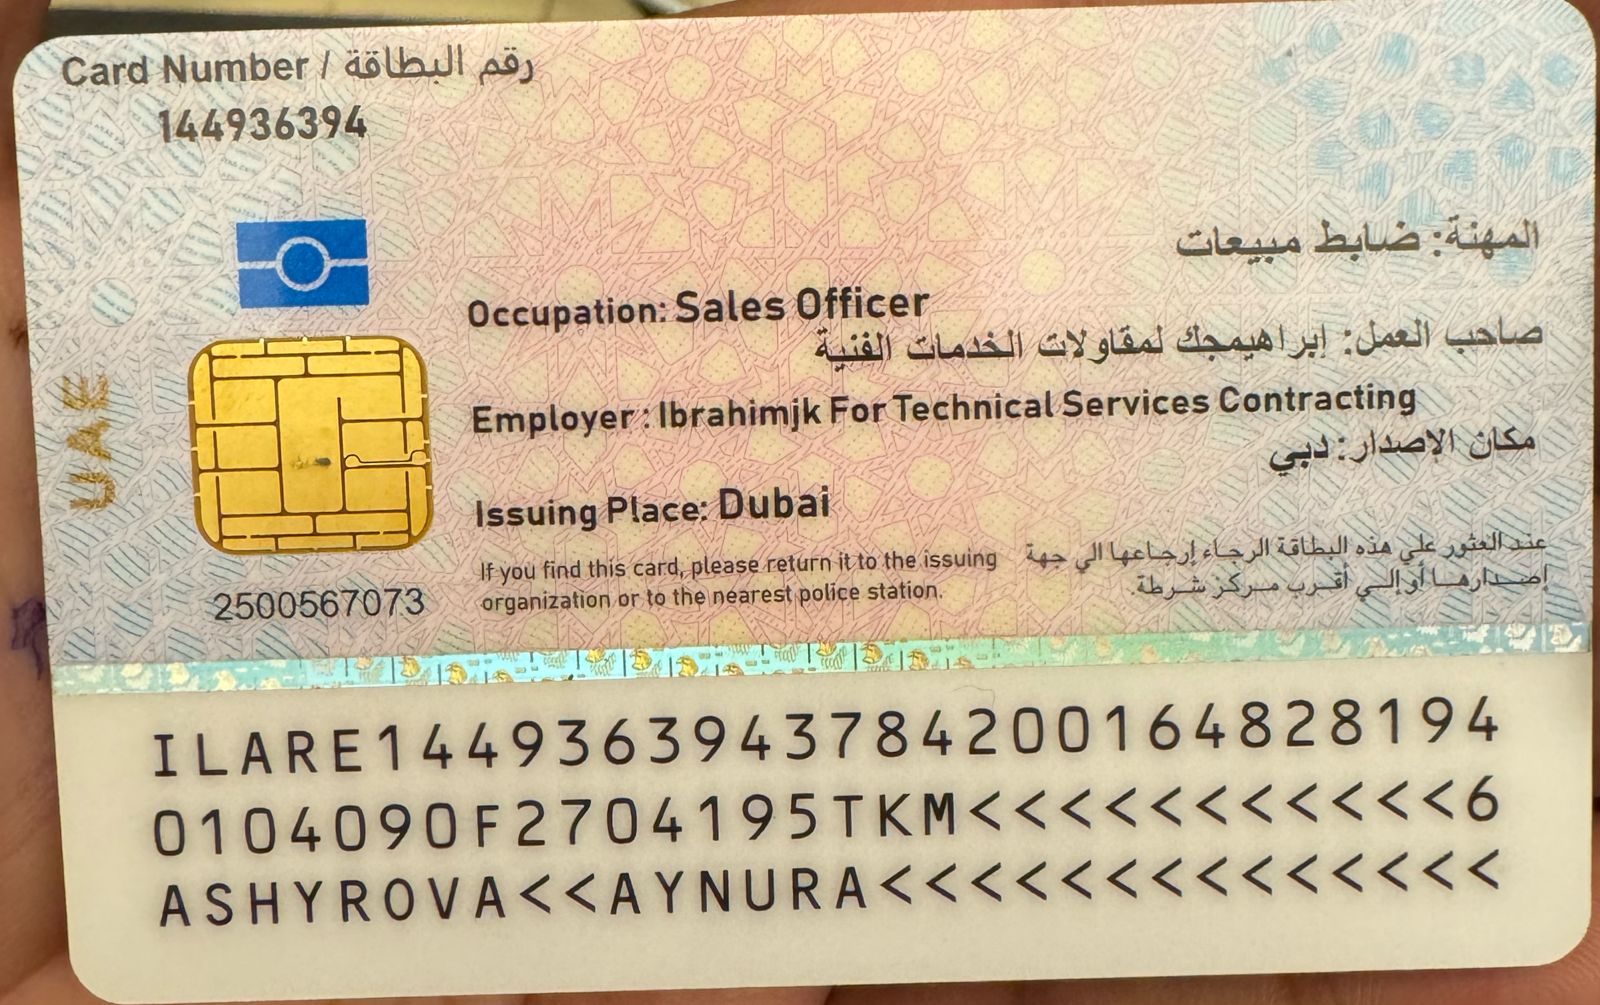 Card Number / رقم البطاقة
144936394
المهنة: ضابط مبيعات
Occupation: Sales Officer
صاحب العمل: إبراهيمجك لمقاولات الخدمات الفنية
Employer : Ibrahimjk For Technical Services Contracting
مكان الإصدار: دبي
Issuing Place: Dubai
عند العثور علي هذه البطاقة الرجاء إرجاعها الي جهة
إصدارها أو إلي أقرب مركز شرطة.
If you find this card, please return it to the issuing
organization or to the nearest police station.
UAE
2500567073
ILARE1449363943784200164828194
0104090F2704195TKM<<<<<<<<<<<6
ASHYROVA<<AYNURA<<<<<<<<<<<<<<